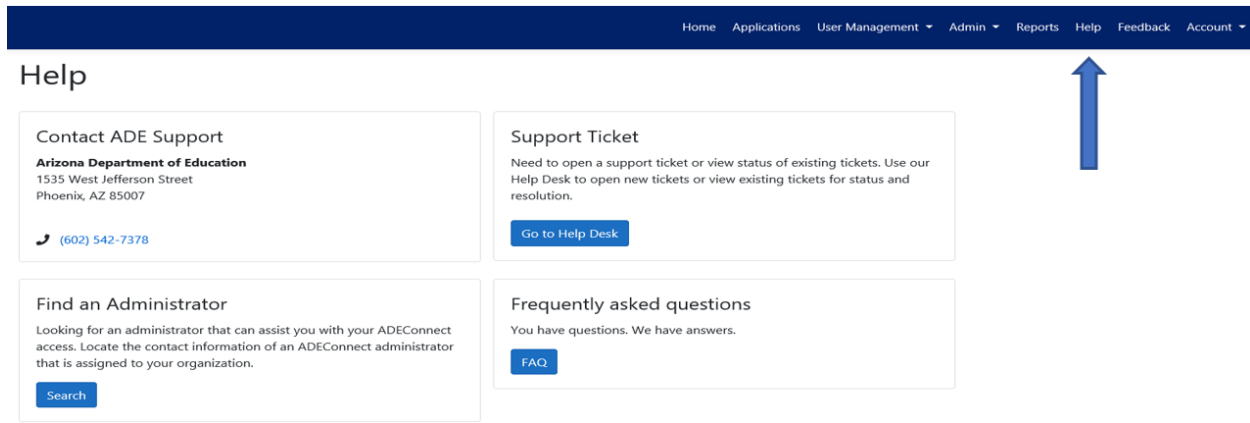 Home Applications User Management Admin Reports Help Feedback Account
Help
Contact ADE Support
Arizona Department of Education
1535 West Jefferson Street
Phoenix, AZ 85007
(602) 542-7378
Support Ticket
Need to open a support ticket or view status of existing tickets. Use our
Help Desk to open new tickets or view existing tickets for status and
resolution.
Go to Help Desk
Find an Administrator
Looking for an administrator that can assist you with your ADEConnect
access. Locate the contact information of an ADEConnect administrator
that is assigned to your organization.
Search
Frequently asked questions
You have questions. We have answers.
FAQ